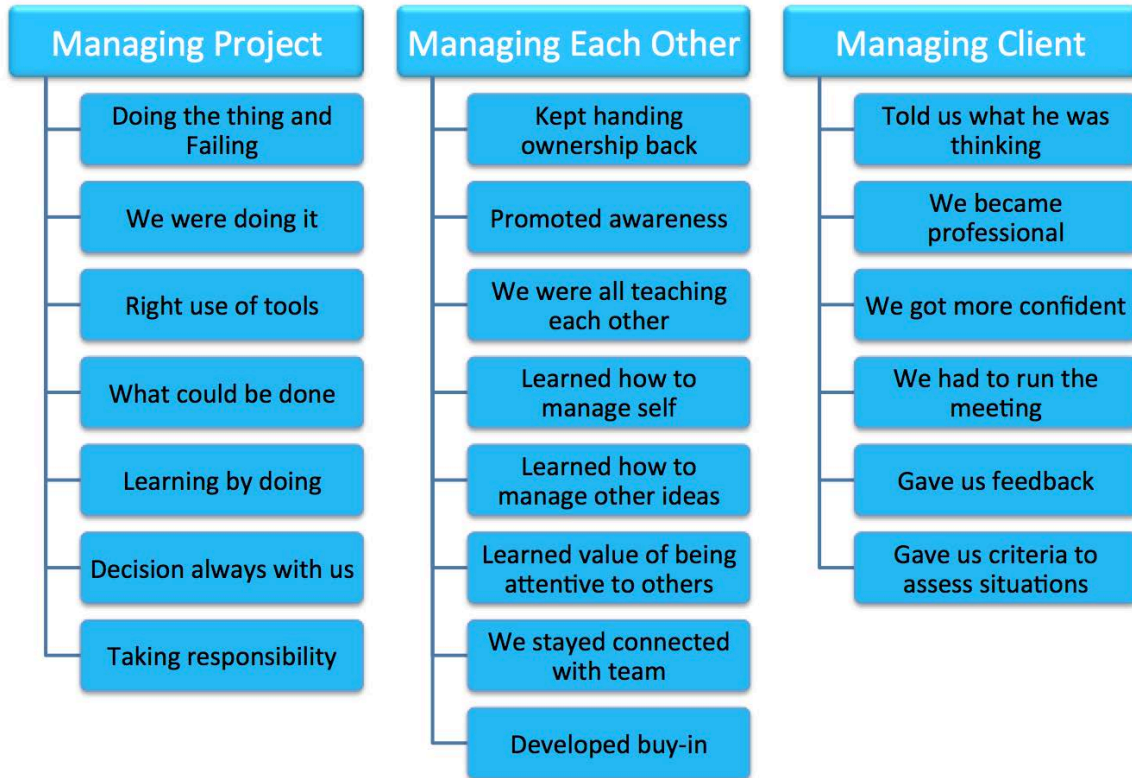 Managing Project
Doing the thing and
Failing
We were doing it
Right use of tools
What could be done
Learning by doing
Decision always with us
Taking responsibility
Managing Each Other
Kept handing
ownership back
Promoted awareness
We were all teaching
each other
Learned how to
manage self
Learned how to
manage other ideas
Learned value of being
attentive to others
We stayed connected
with team
Developed buy-in
Managing Client
Told us what he was
thinking
We became
professional
We got more confident
We had to run the
meeting
Gave us feedback
Gave us criteria to
assess situations